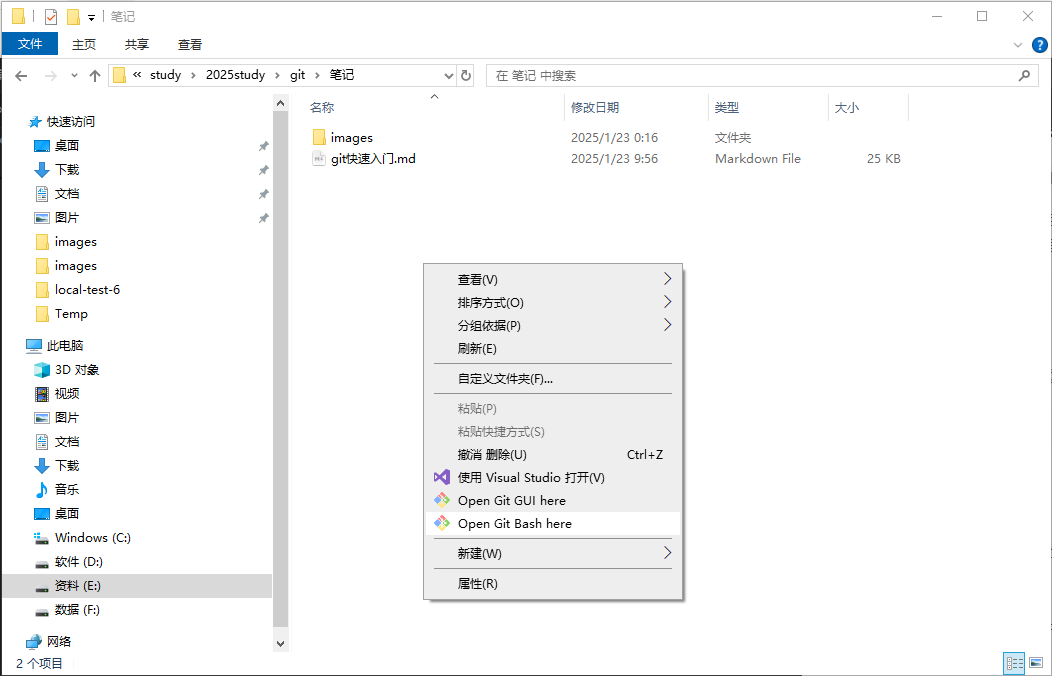 笔记
文件 主页 共享 查看
« study › 2025study › git › 笔记 在 笔记 中搜索
名称 修改日期 类型 大小
images 2025/1/23 0:16 文件夹
git快速入门.md 2025/1/23 9:56 Markdown File 25 KB
快速访问
桌面
下载
文档
图片
images
images
local-test-6
Temp
此电脑
3D 对象
视频
图片
文档
下载
音乐
桌面
Windows (C:)
软件 (D:)
资料 (E:)
数据 (F:)
网络
查看(V)
排序方式(O)
分组依据(P)
刷新(E)
自定义文件夹(F)...
粘贴(P)
粘贴快捷方式(S)
撤消 删除(U) Ctrl+Z
使用 Visual Studio 打开(V)
Open Git GUI here
Open Git Bash here
新建(W)
属性(R)
2 个项目